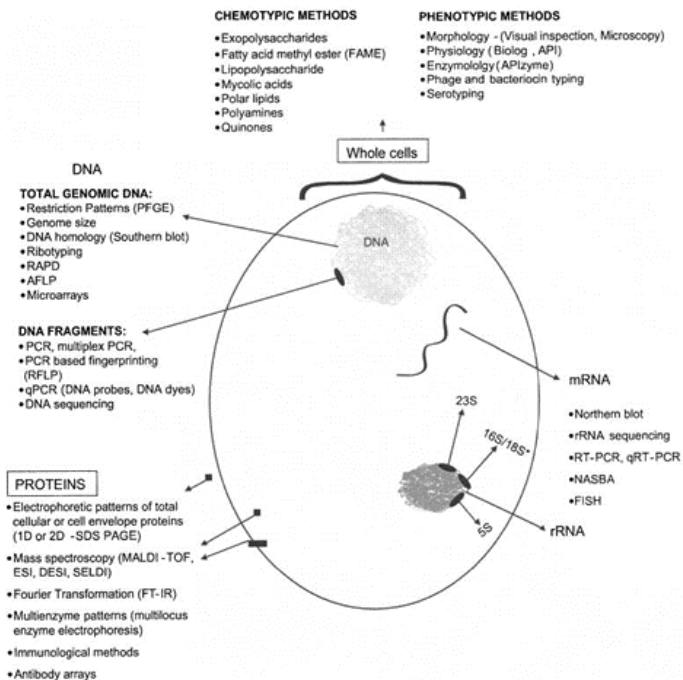 CHEMOTYPIC METHODS
•Exopolysaccharides
•Fatty acid methyl ester (FAME)
•Lipopolysaccharide
•Mycolic acids
•Polar lipids
•Polyamines
•Quinones
PHENOTYPIC METHODS
•Morphology - (Visual inspection, Microscopy)
•Physiology (Biolog , API)
•Enzymololgy (APIzyme)
•Phage and bacteriocin typing
•Serotyping
Whole cells
DNA
TOTAL GENOMIC DNA:
•Restriction Patterns (PFGE)
•Genome size
•DNA homology (Southern blot)
•Ribotyping
•RAPD
•AFLP
•Microarrays
DNA
DNA FRAGMENTS:
•PCR, multiplex PCR,
•PCR based fingerprinting
(RFLP)
•qPCR (DNA probes, DNA dyes)
•DNA sequencing
mRNA
23S
16S/18S*
5S
•Northern blot
•rRNA sequencing
•RT-PCR, qRT-PCR
•NASBA
•FISH
rRNA
PROTEINS
•Electrophoretic patterns of total
cellular or cell envelope proteins
(1D or 2D -SDS PAGE)
•Mass spectroscopy (MALDI -TOF,
ESI, DESI, SELDI)
•Fourier Transformation (FT-IR)
•Multienzyme patterns (multilocus
enzyme electrophoresis)
•Immunological methods
•Antibody arrays